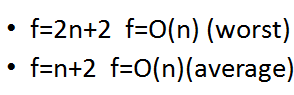 • f=2n+2 f=O(n) (worst)
• f=n+2 f=O(n)(average)